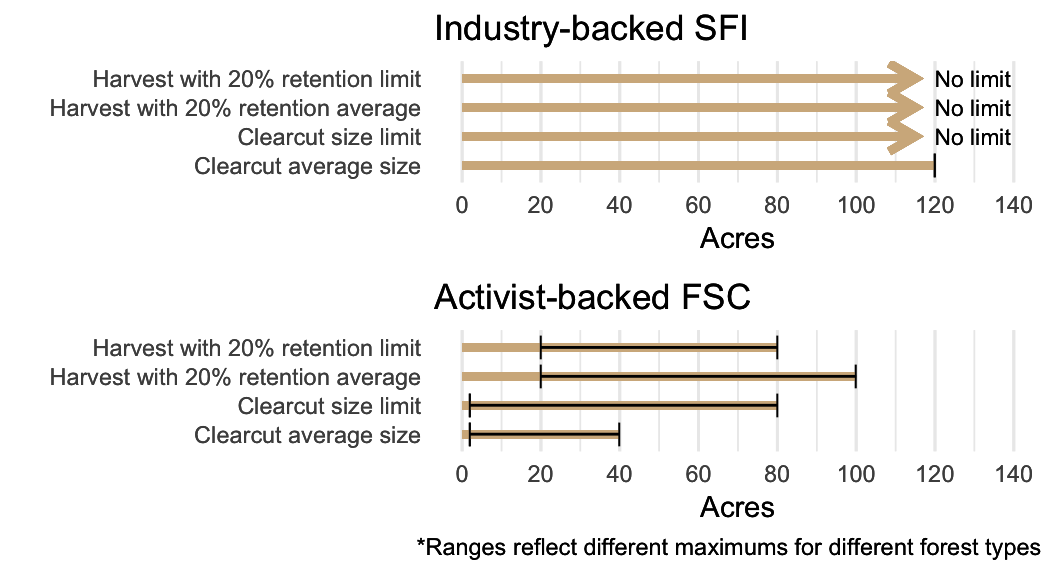 Industry-backed SFI
Harvest with 20% retention limit
No limit
Harvest with 20% retention average
No limit
Clearcut size limit
No limit
Clearcut average size
0 20 40 60 80 100 120 140
Acres
Activist-backed FSC
Harvest with 20% retention limit
Harvest with 20% retention average
Clearcut size limit
Clearcut average size
0 20 40 60 80 100 120 140
Acres
*Ranges reflect different maximums for different forest types